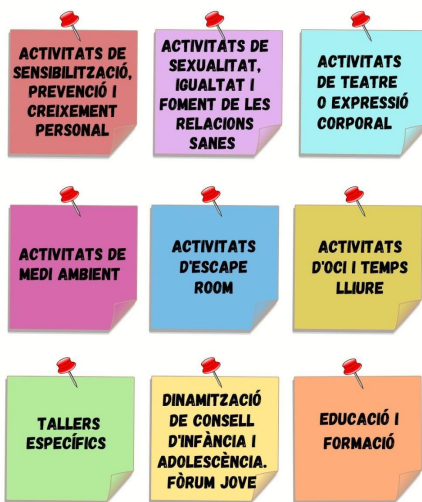 ACTIVITATS DE
SENSIBILITZACIÓ,
PREVENCIÓ I
CREIXEMENT
PERSONAL
ACTIVITATS DE
SEXUALITAT,
IGUALTAT I
FOMENT DE LES
RELACIONS
SANES
ACTIVITATS
DE TEATRE
O EXPRESSIÓ
CORPORAL
ACTIVITATS DE
MEDI AMBIENT
ACTIVITATS
D'ESCAPE
ROOM
ACTIVITATS
D'OCI I TEMPS
LLIURE
TALLERS
ESPECÍFICS
DINAMITZACIÓ
DE CONSELL
D'INFÀNCIA I
ADOLESCÈNCIA.
FÒRUM JOVE
EDUCACIÓ I
FORMACIÓ